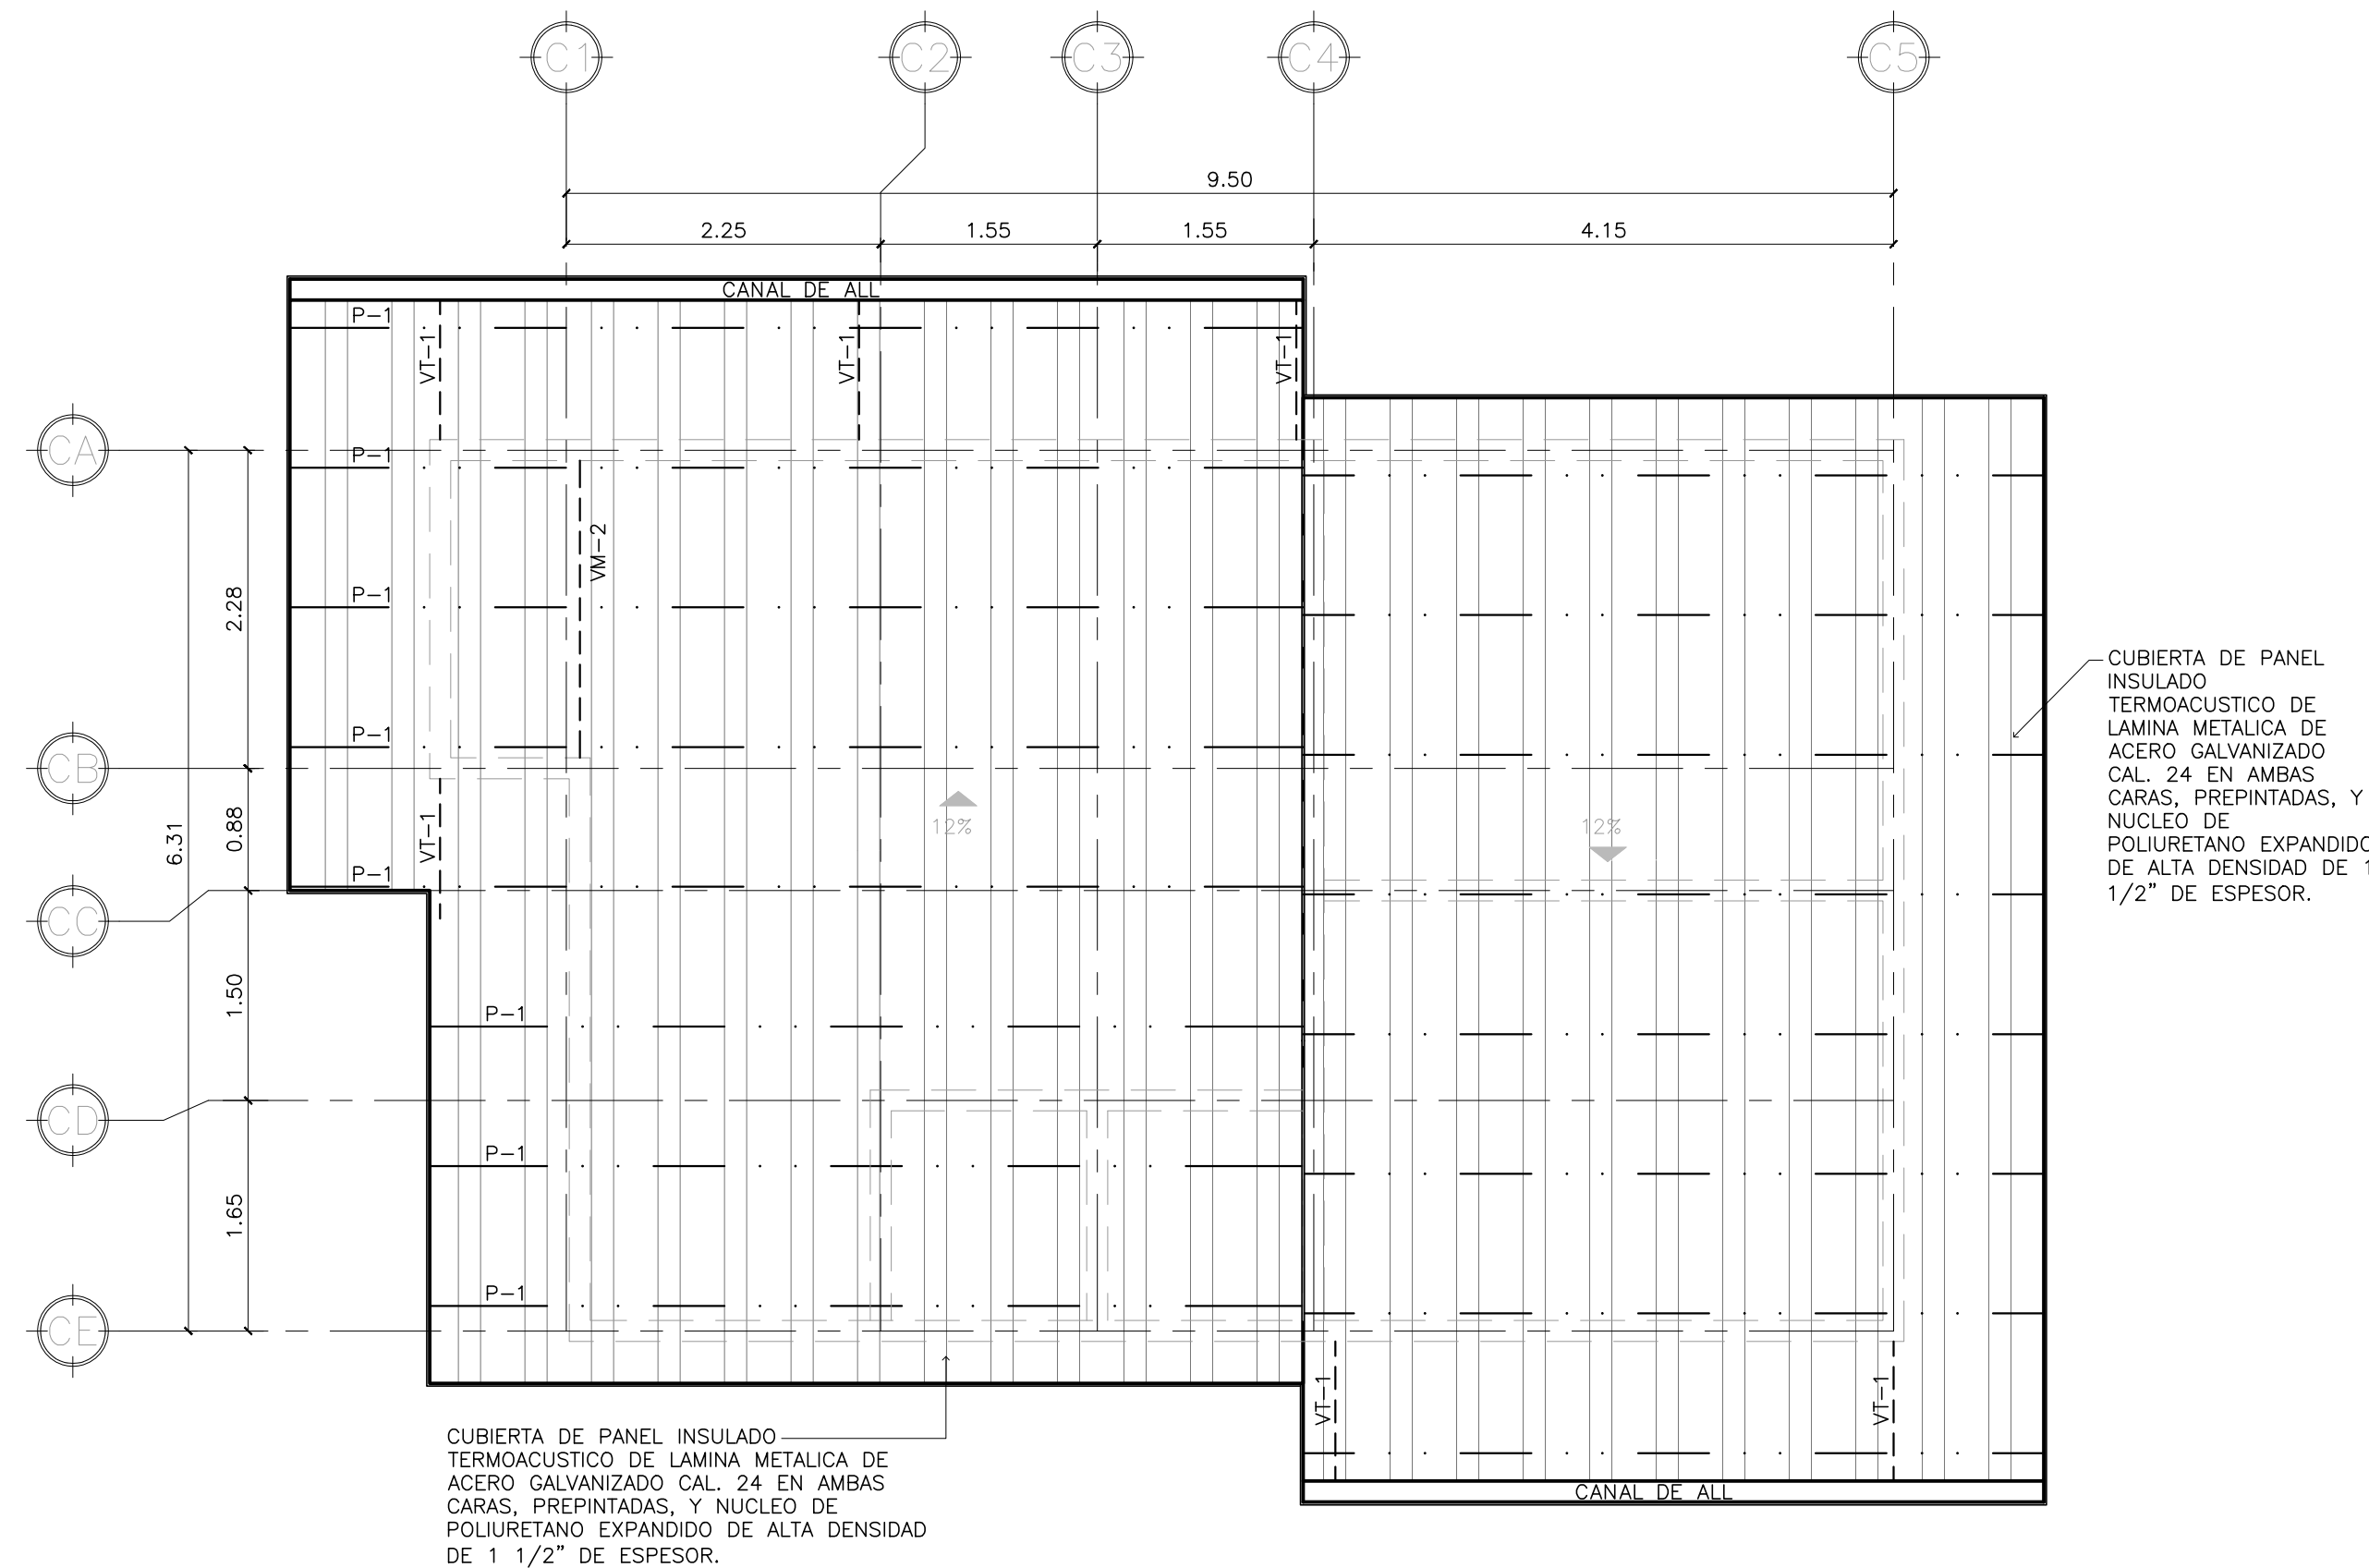 C1
C2
C3
C4
C5
9.50
2.25
1.55
1.55
4.15
CANAL DE ALL
P-1
VT-1
VT-1
VT-1
CA
P-1
VM-2
2.28
P-1
CUBIERTA DE PANEL
INSULADO
TERMOACUSTICO DE
LAMINA METALICA DE
ACERO GALVANIZADO
CAL. 24 EN AMBAS
CARAS, PREPINTADAS, Y
NUCLEO DE
POLIURETANO EXPANDIDO
DE ALTA DENSIDAD DE 1
1/2" DE ESPESOR.
P-1
CB
6.31
0.88
VT-1
12%
12%
P-1
CC
1.50
P-1
CD
P-1
1.65
P-1
CE
VT-1
VT-1
CUBIERTA DE PANEL INSULADO
TERMOACUSTICO DE LAMINA METALICA DE
ACERO GALVANIZADO CAL. 24 EN AMBAS
CARAS, PREPINTADAS, Y NUCLEO DE
POLIURETANO EXPANDIDO DE ALTA DENSIDAD
DE 1 1/2" DE ESPESOR.
CANAL DE ALL